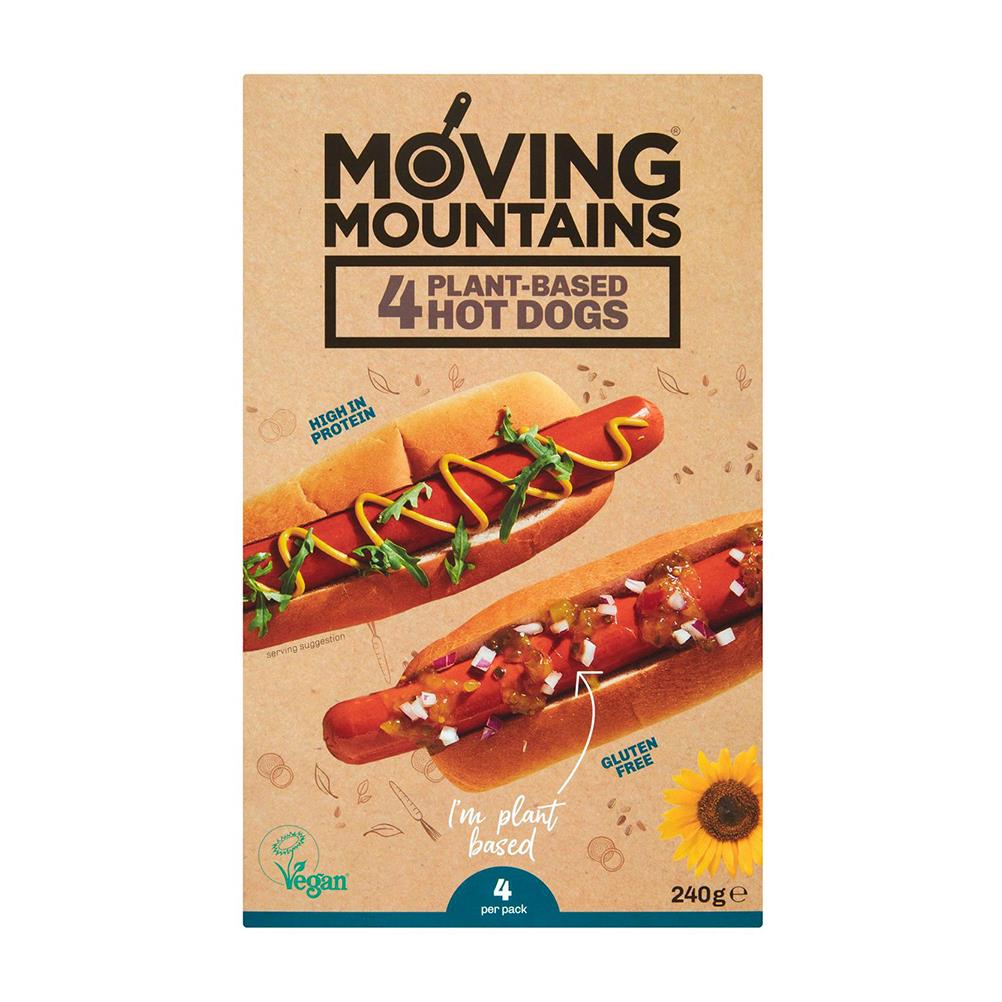 MOVING®
MOUNTAINS
4 PLANT-BASED
HOT DOGS
HIGH IN
PROTEIN
serving suggestion
GLUTEN
FREE
I'm plant
based
Vegan
4
per pack
240g℮